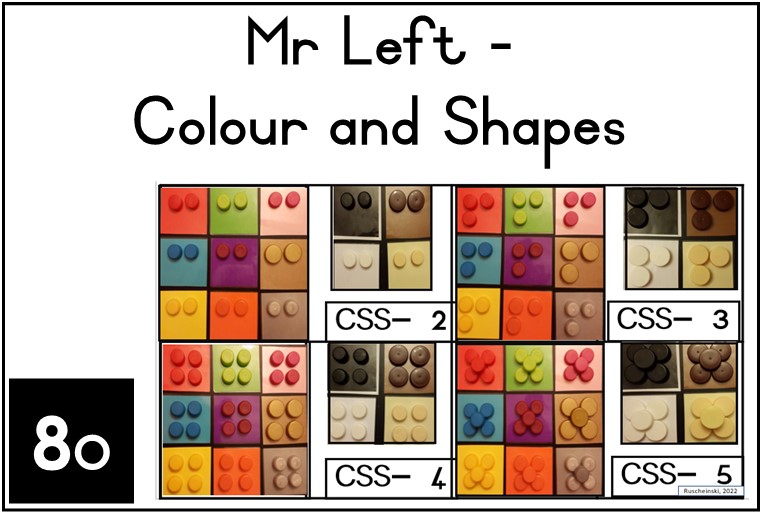 Mr Left -
Colour and Shapes
CSS- 2
CSS- 3
80
CSS- 4
CSS- 5
Ruscheinski, 2022